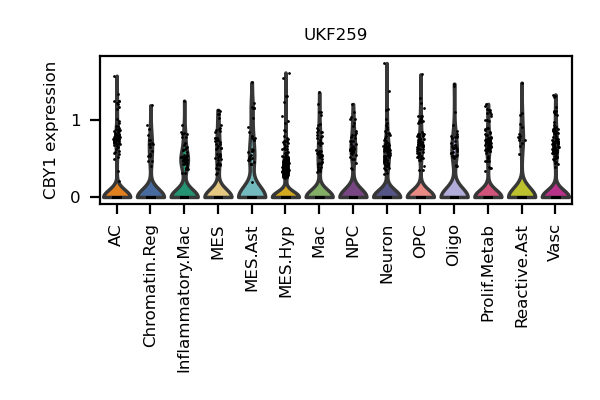 UKF259
CBY1 expression
1
0
AC
Chromatin.Reg
Inflammatory.Mac
MES
MES.Ast
MES.Hyp
Mac
NPC
Neuron
OPC
Oligo
Prolif.Metab
Reactive.Ast
Vasc